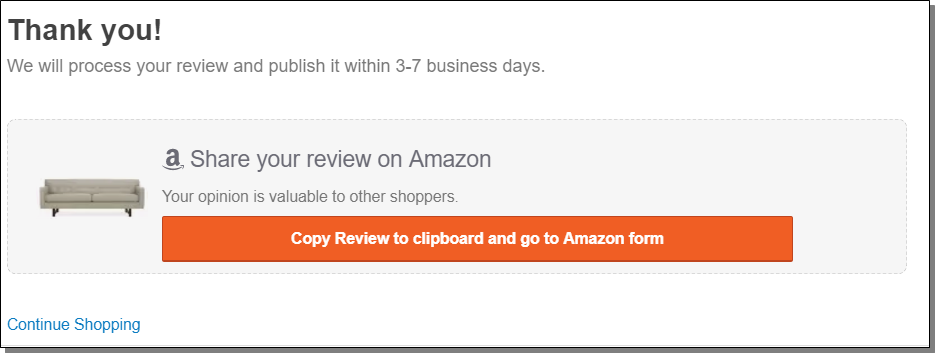 Thank you!
We will process your review and publish it within 3-7 business days.
Share your review on Amazon
Your opinion is valuable to other shoppers.
Copy Review to clipboard and go to Amazon form
Continue Shopping